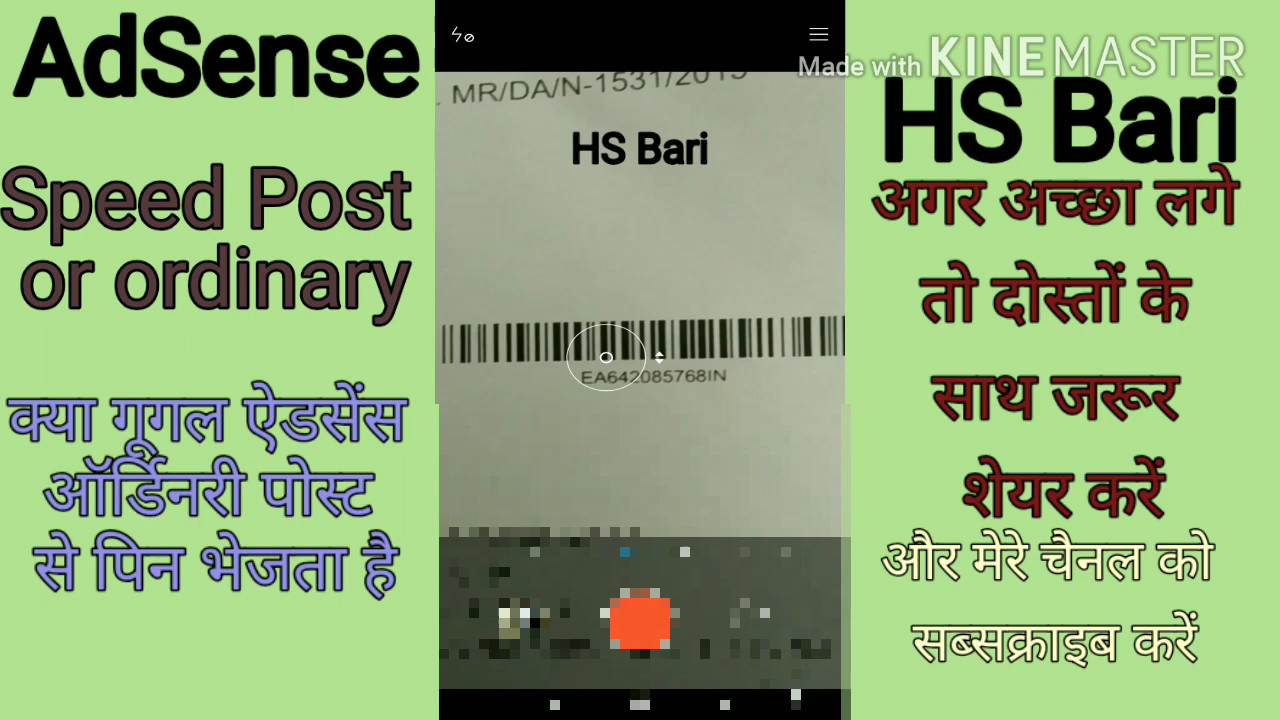 AdSense
Speed Post
or ordinary
क्या गूगल ऐडसेंस
ऑर्डिनरी पोस्ट
से पिन भेजता है
. MR/DA/N-1531/2015
HS Bari
EA642085768IN
Made with KINEMASTER
HS Bari
अगर अच्छा लगे
तो दोस्तों के
साथ जरूर
शेयर करें
और मेरे चैनल को
सब्सक्राइब करें